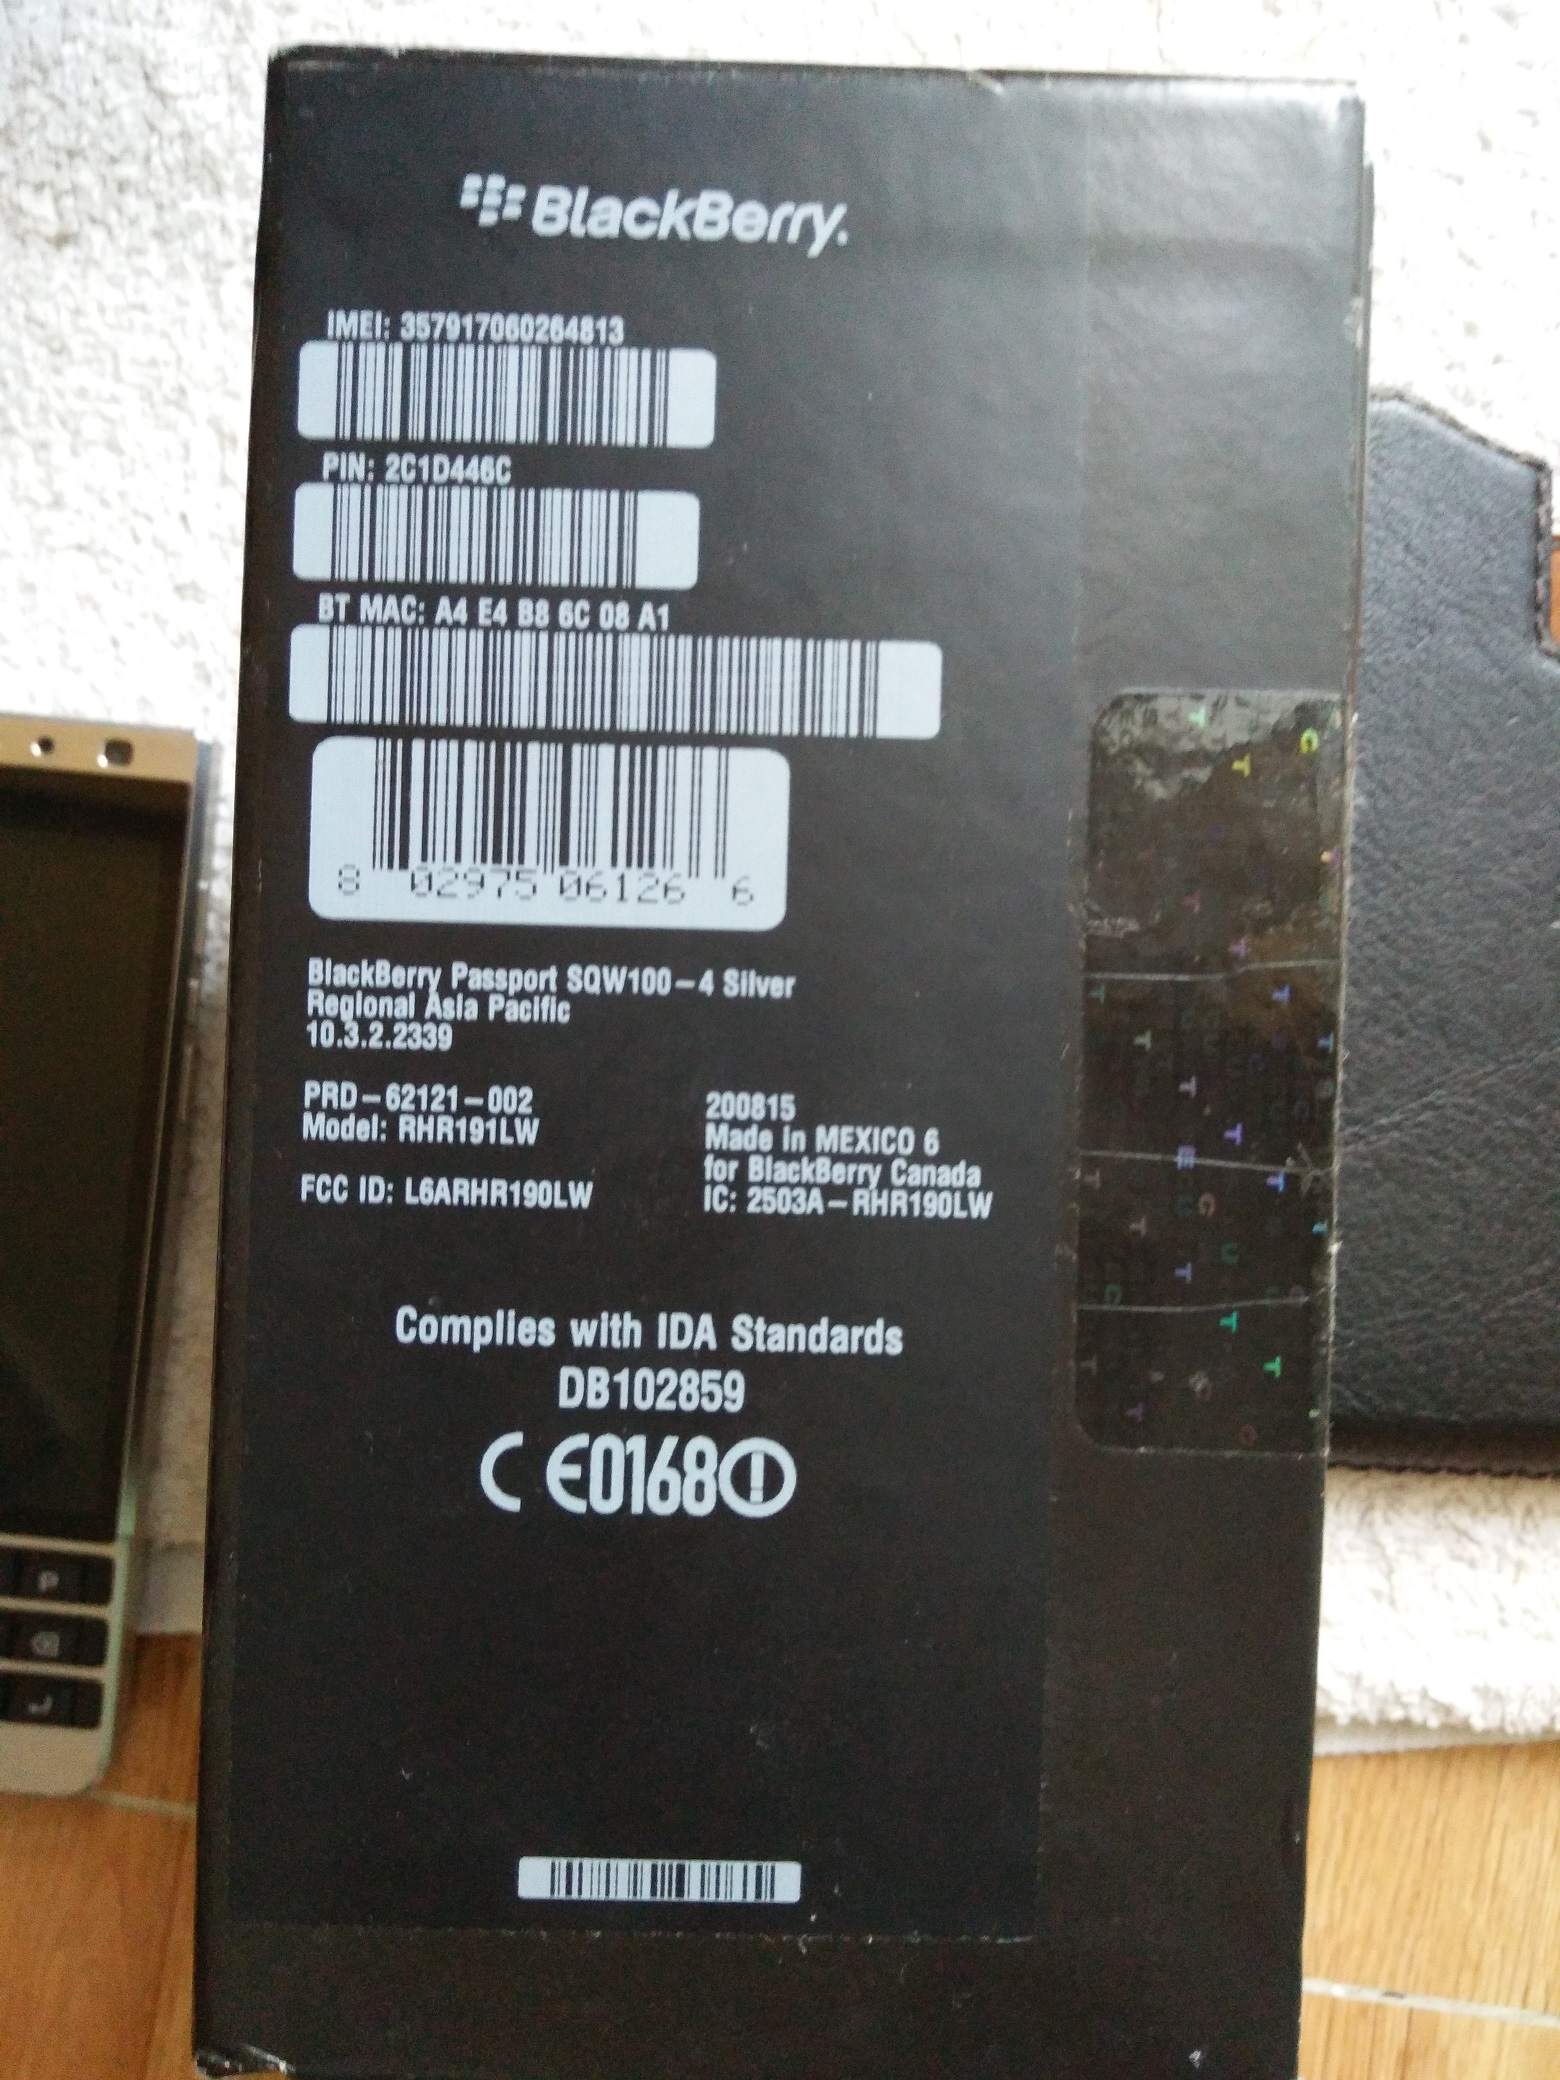 BlackBerry.
IMEI: 357917060264813
PIN: 2C1D446C
BT MAC: A4 E4 B8 6C 08 A1
8 02975 06126 6
BlackBerry Passport SQW100-4 Silver
Regional Asia Pacific
10.3.2.2339
PRD-62121-002
Model: RHR191LW
FCC ID: L6ARHR190LW
200815
Made in MEXICO 6
for BlackBerry Canada
IC: 2503A-RHR190LW
Complies with IDA Standards
DB102859
CE0168
P